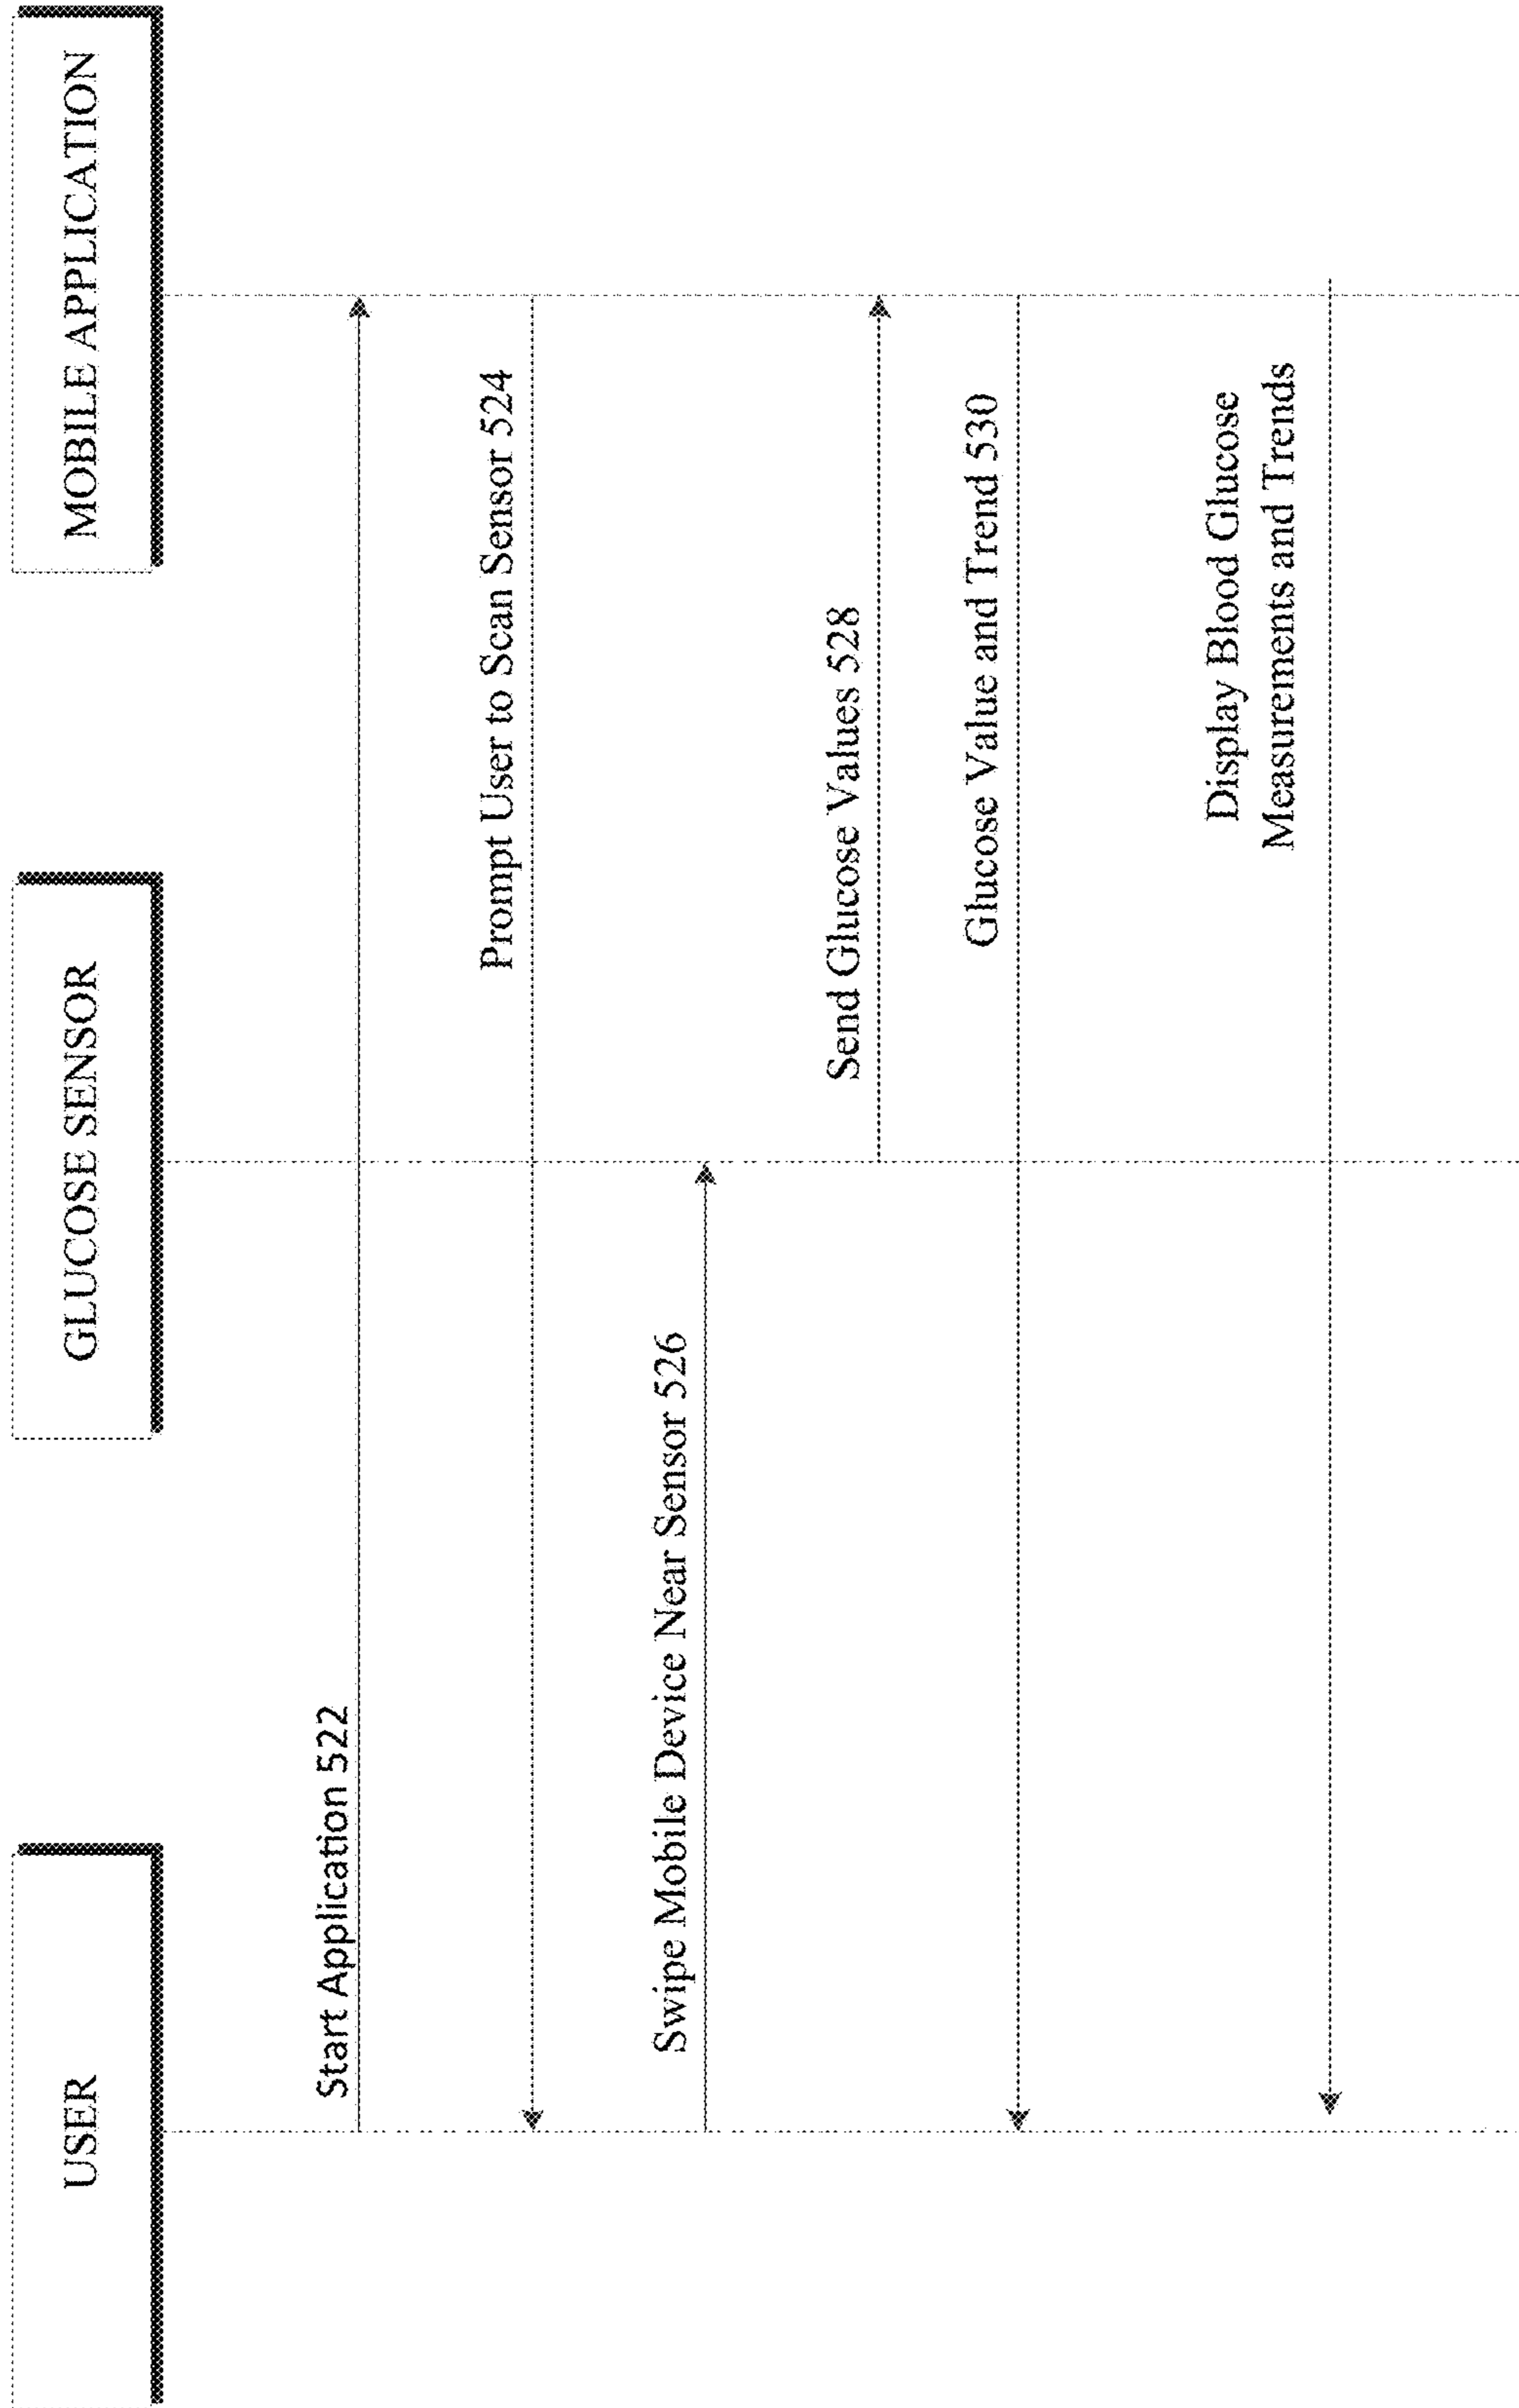 USER
GLUCOSE SENSOR
MOBILE APPLICATION
Start Application 522
Prompt User to Scan Sensor 524
Swipe Mobile Device Near Sensor 526
Send Glucose Values 528
Glucose Value and Trend 530
Display Blood Glucose
Measurements and Trends